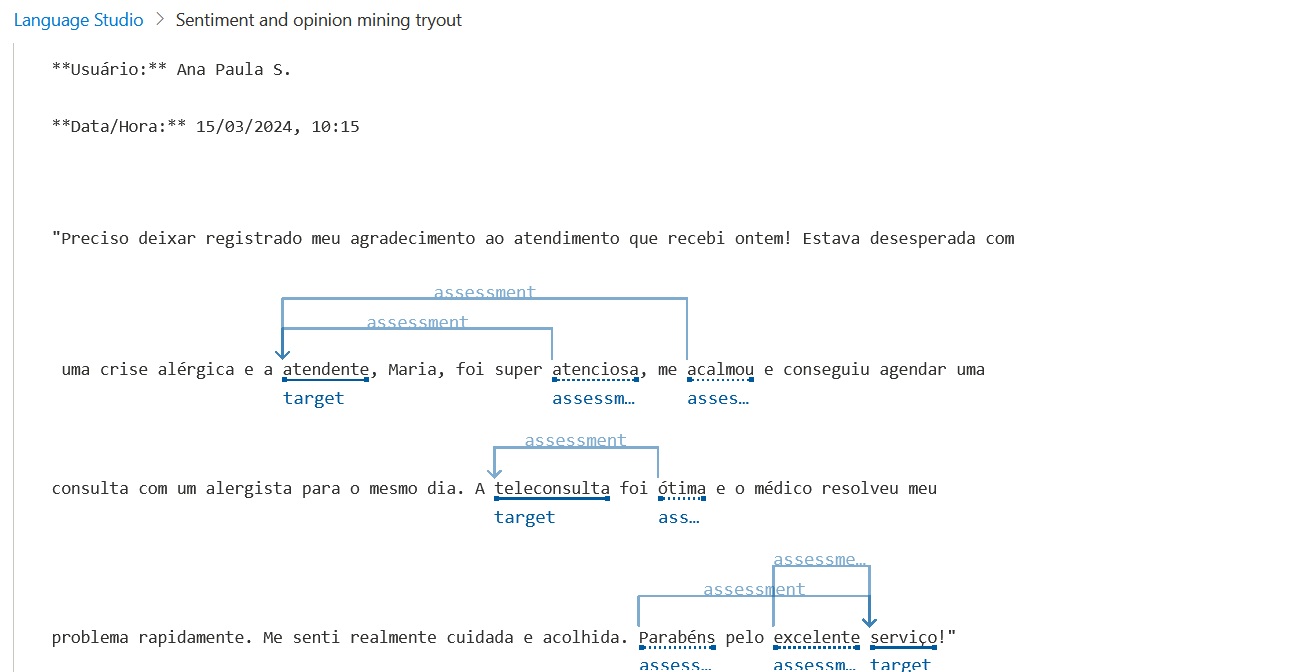 Language Studio > Sentiment and opinion mining tryout
**Usuário:** Ana Paula S.
**Data/Hora:** 15/03/2024, 10:15
"Preciso deixar registrado meu agradecimento ao atendimento que recebi ontem! Estava desesperada com
assessment
assessment
uma crise alérgica e a atendente, Maria, foi super atenciosa, me acalmou e conseguiu agendar uma
target assessm… asses…
assessment
consulta com um alergista para o mesmo dia. A teleconsulta foi ótima e o médico resolveu meu
target ass…
assessme…
assessment
problema rapidamente. Me senti realmente cuidada e acolhida. Parabéns pelo excelente serviço!"
assess… assessm… target